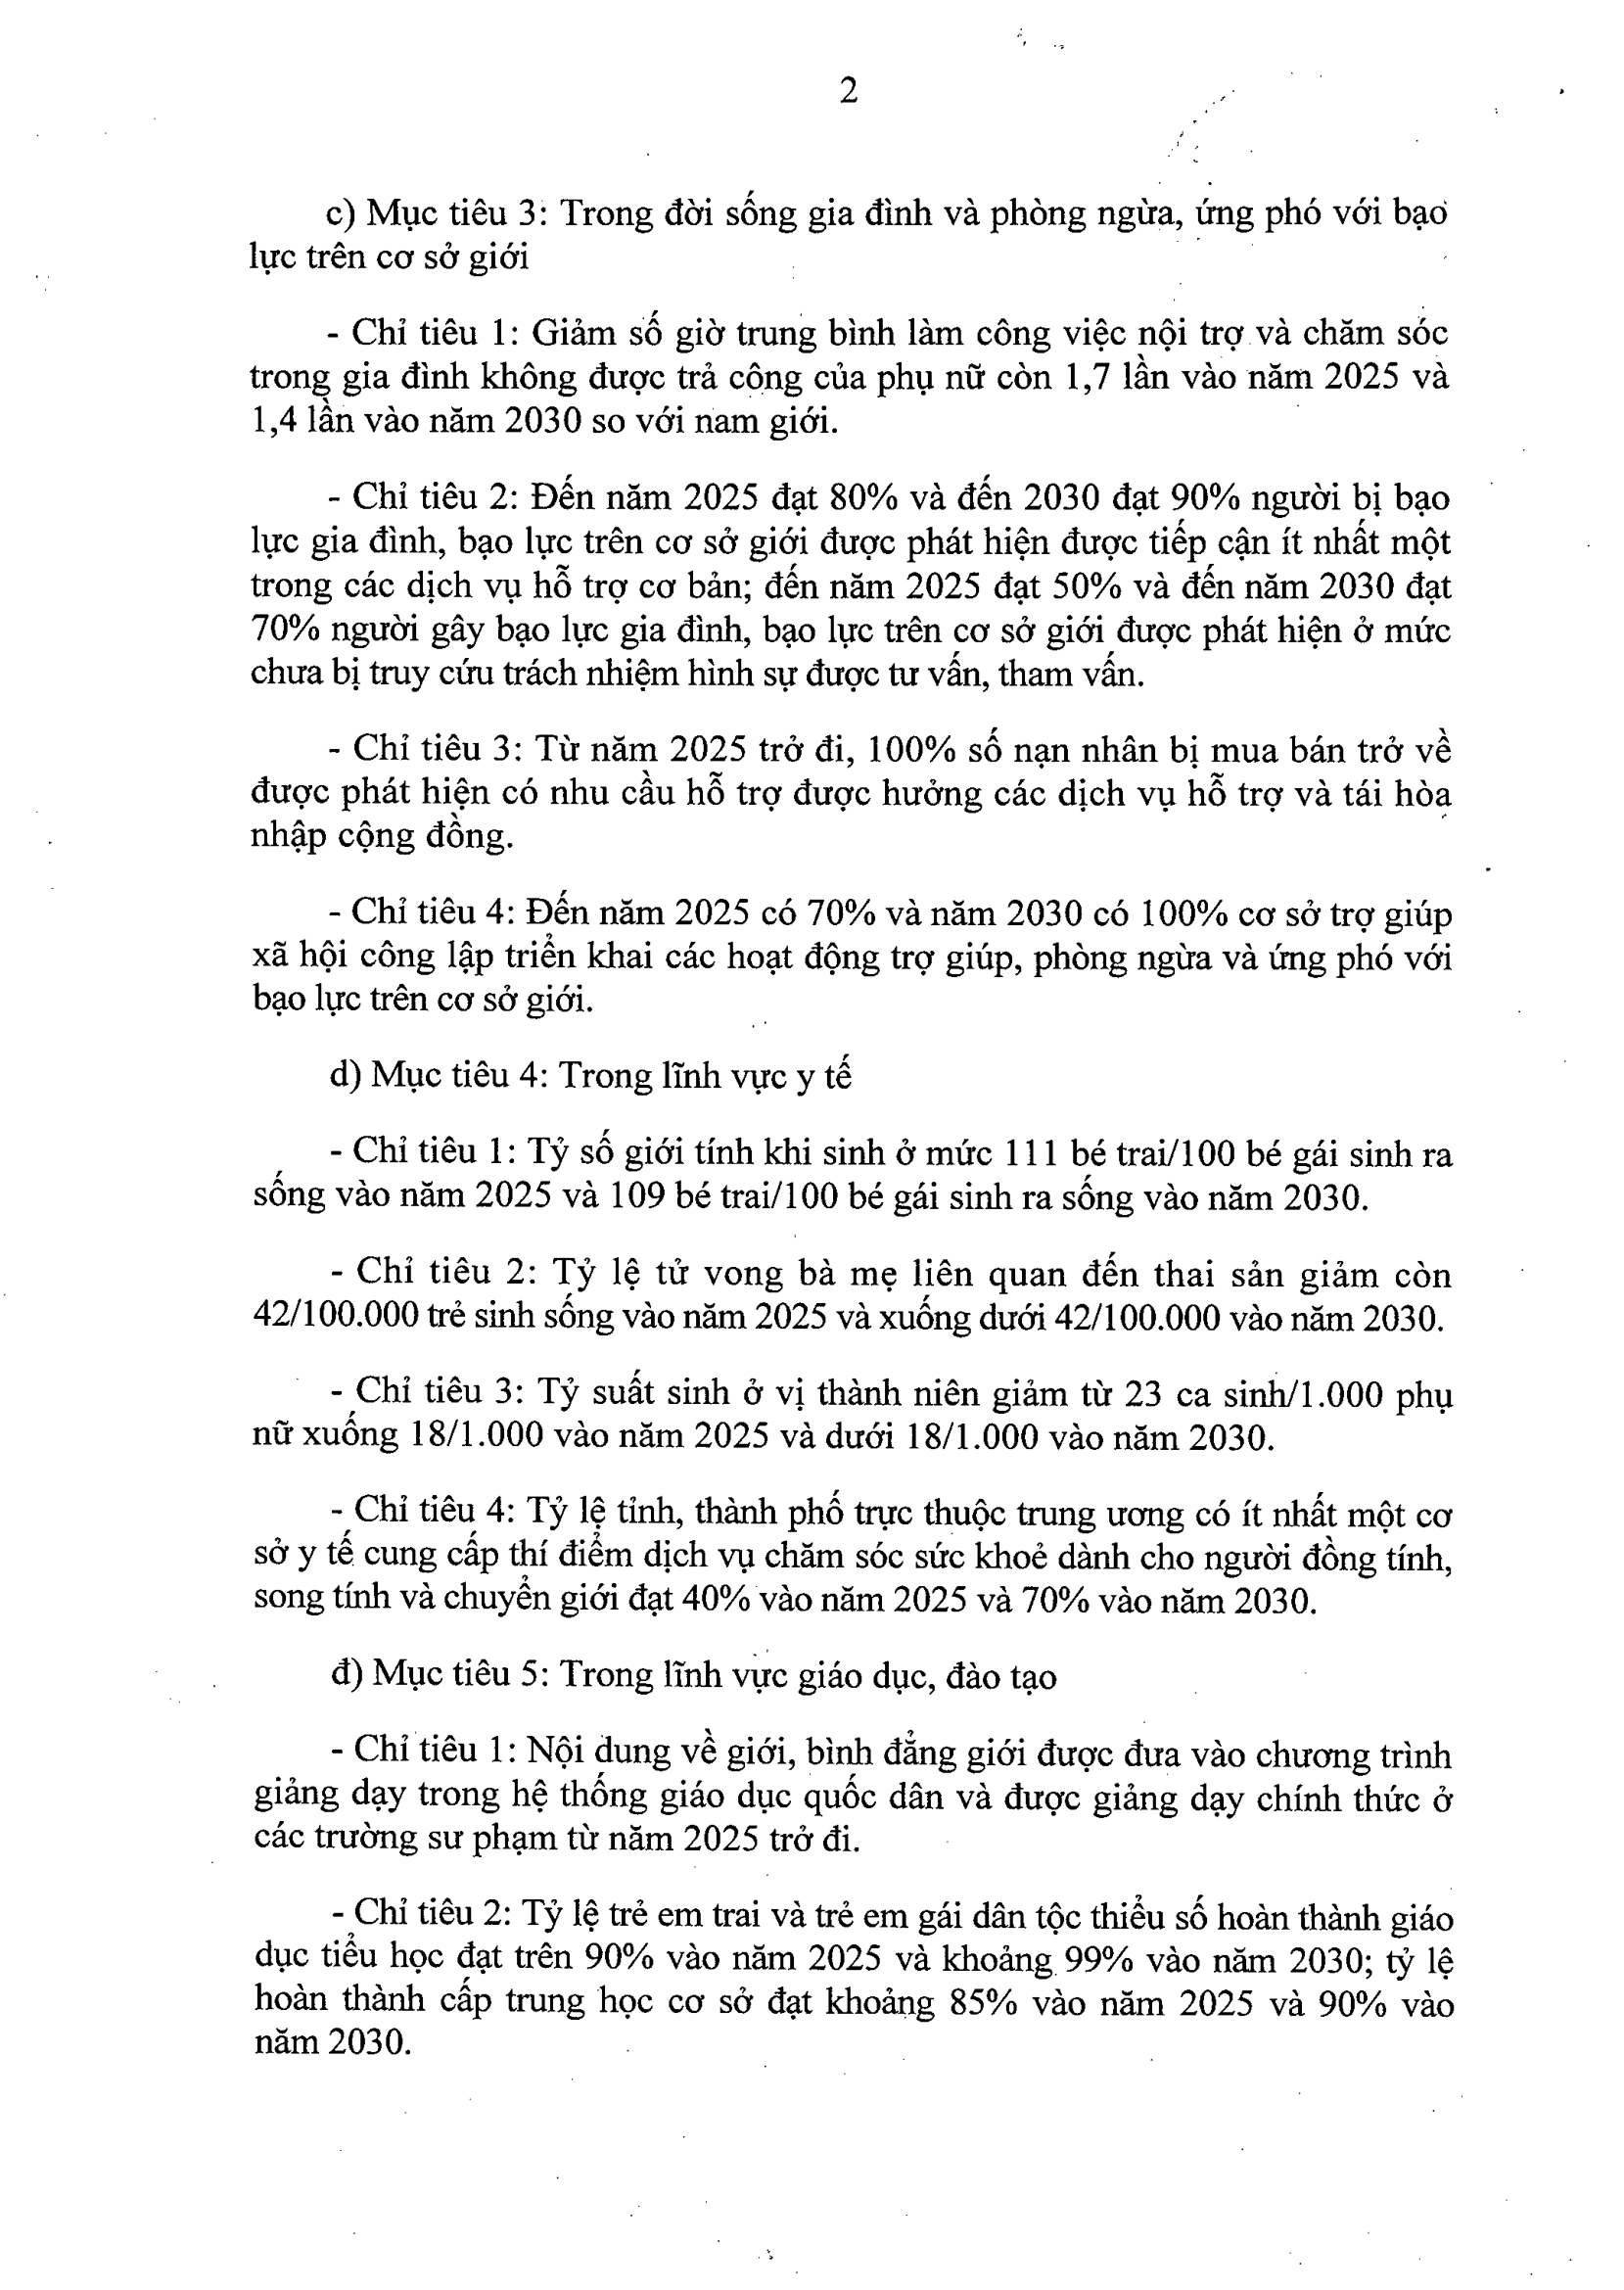 2
c) Mục tiêu 3: Trong đời sống gia đình và phòng ngừa, ứng phó với bạo
lực trên cơ sở giới
- Chỉ tiêu 1: Giảm số giờ trung bình làm công việc nội trợ và chăm sóc
trong gia đình không được trả công của phụ nữ còn 1,7 lần vào năm 2025 và
1,4 lần vào năm 2030 so với nam giới.
- Chỉ tiêu 2: Đến năm 2025 đạt 80% và đến 2030 đạt 90% người bị bạo
lực gia đình, bạo lực trên cơ sở giới được phát hiện được tiếp cận ít nhất một
trong các dịch vụ hỗ trợ cơ bản; đến năm 2025 đạt 50% và đến năm 2030 đạt
70% người gây bạo lực gia đình, bạo lực trên cơ sở giới được phát hiện ở mức
chưa bị truy cứu trách nhiệm hình sự được tư vấn, tham vấn.
- Chỉ tiêu 3: Từ năm 2025 trở đi, 100% số nạn nhân bị mua bán trở về
được phát hiện có nhu cầu hỗ trợ được hưởng các dịch vụ hỗ trợ và tái hòa
nhập cộng đồng.
- Chỉ tiêu 4: Đến năm 2025 có 70% và năm 2030 có 100% cơ sở trợ giúp
xã hội công lập triển khai các hoạt động trợ giúp, phòng ngừa và ứng phó với
bạo lực trên cơ sở giới.
d) Mục tiêu 4: Trong lĩnh vực y tế
- Chỉ tiêu 1: Tỷ số giới tính khi sinh ở mức 111 bé trai/100 bé gái sinh ra
sống vào năm 2025 và 109 bé trai/100 bé gái sinh ra sống vào năm 2030.
- Chỉ tiêu 2: Tỷ lệ tử vong bà mẹ liên quan đến thai sản giảm còn
42/100.000 trẻ sinh sống vào năm 2025 và xuống dưới 42/100.000 vào năm 2030.
- Chỉ tiêu 3: Tỷ suất sinh ở vị thành niên giảm từ 23 ca sinh/1.000 phụ
nữ xuống 18/1.000 vào năm 2025 và dưới 18/1.000 vào năm 2030.
- Chỉ tiêu 4: Tỷ lệ tỉnh, thành phố trực thuộc trung ương có ít nhất một cơ
sở y tế cung cấp thí điểm dịch vụ chăm sóc sức khoẻ dành cho người đồng tính,
song tính và chuyển giới đạt 40% vào năm 2025 và 70% vào năm 2030.
đ) Mục tiêu 5: Trong lĩnh vực giáo dục, đào tạo
- Chỉ tiêu 1: Nội dung về giới, bình đẳng giới được đưa vào chương trình
giảng dạy trong hệ thống giáo dục quốc dân và được giảng dạy chính thức ở
các trường sư phạm từ năm 2025 trở đi.
- Chỉ tiêu 2: Tỷ lệ trẻ em trai và trẻ em gái dân tộc thiểu số hoàn thành giáo
dục tiểu học đạt trên 90% vào năm 2025 và khoảng 99% vào năm 2030; tỷ lệ
hoàn thành cấp trung học cơ sở đạt khoảng 85% vào năm 2025 và 90% vào
năm 2030.